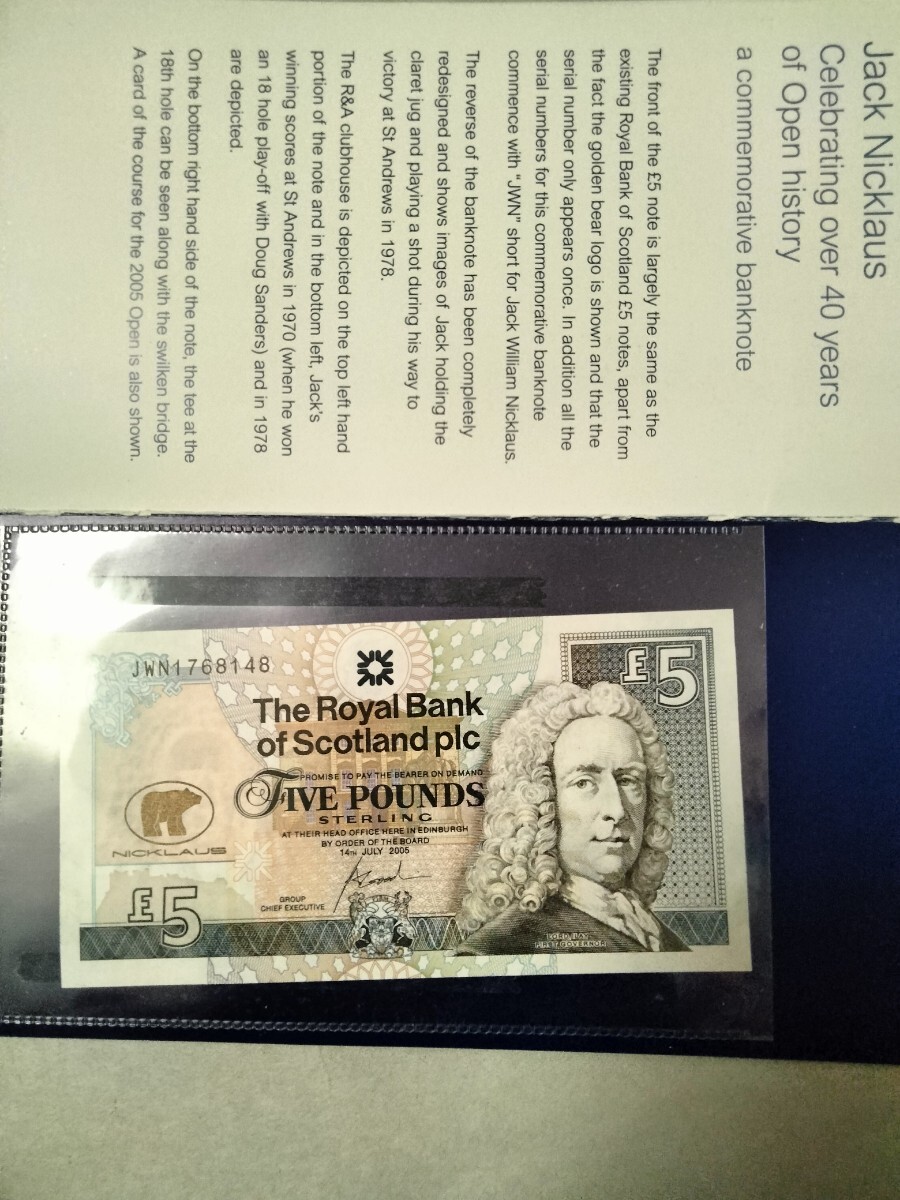 Jack Nicklaus
Celebrating over 40 years
of Open history
a commemorative banknote
The front of the £5 note is largely the same as the
existing Royal Bank of Scotland £5 notes, apart from
the fact the golden bear logo is shown and that the
serial number only appears once. In addition all the
serial numbers for this commemorative banknote
commence with "JWN" short for Jack William Nicklaus.
The reverse of the banknote has been completely
redesigned and shows images of Jack holding the
claret jug and playing a shot during his way to
victory at St Andrews in 1978.
The R&A clubhouse is depicted on the top left hand
portion of the note and in the bottom left, Jack's
winning scores at St Andrews in 1970 (when he won
an 18 hole play-off with Doug Sanders) and in 1978
are depicted.
On the bottom right hand side of the note, the tee at the
18th hole can be seen along with the swilken bridge.
A card of the course for the 2005 Open is also shown.
JWN1768148
£5
The Royal Bank
of Scotland plc
PROMISE TO PAY THE BEARER ON DEMAND
FIVE POUNDS
STERLING
AT THEIR HEAD OFFICE HERE IN EDINBURGH
BY ORDER OF THE BOARD
14TH JULY 2005
NICKLAUS
GROUP
CHIEF EXECUTIVE
£5
LORD ILAY
FIRST GOVERNOR